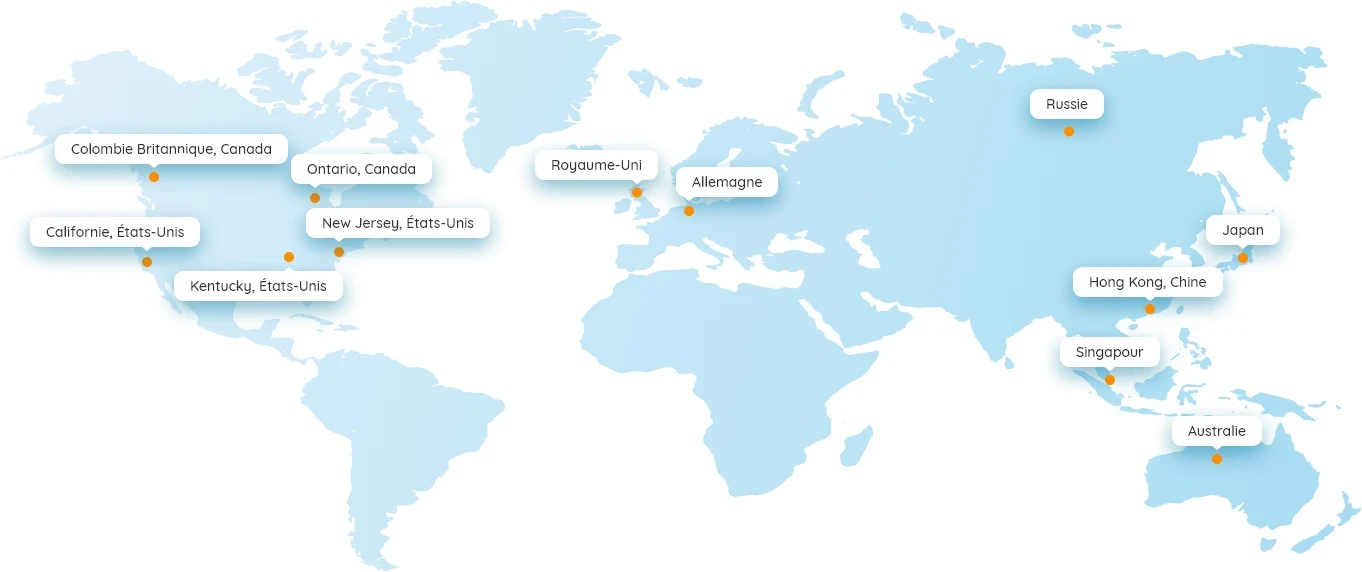 Russie
Colombie Britannique, Canada
Ontario, Canada
Royaume-Uni
Allemagne
Californie, États-Unis
New Jersey, États-Unis
Japan
Kentucky, États-Unis
Hong Kong, Chine
Singapour
Australie